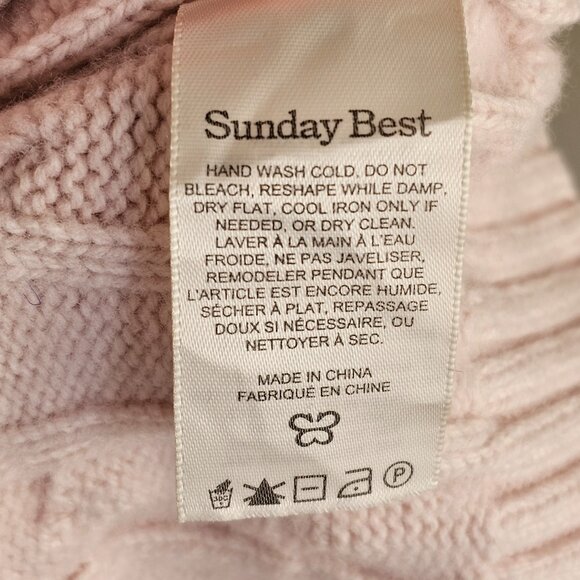 Sunday Best
HAND WASH COLD, DO NOT
BLEACH, RESHAPE WHILE DAMP,
DRY FLAT, COOL IRON ONLY IF
NEEDED, OR DRY CLEAN.
LAVER À LA MAIN À L'EAU
FROIDE, NE PAS JAVELISER,
REMODELER PENDANT QUE
L'ARTICLE EST ENCORE HUMIDE,
SÉCHER À PLAT, REPASSAGE
DOUX SI NÉCESSAIRE, OU
NETTOYER À SEC.
MADE IN CHINA
FABRIQUÉ EN CHINE
30C P